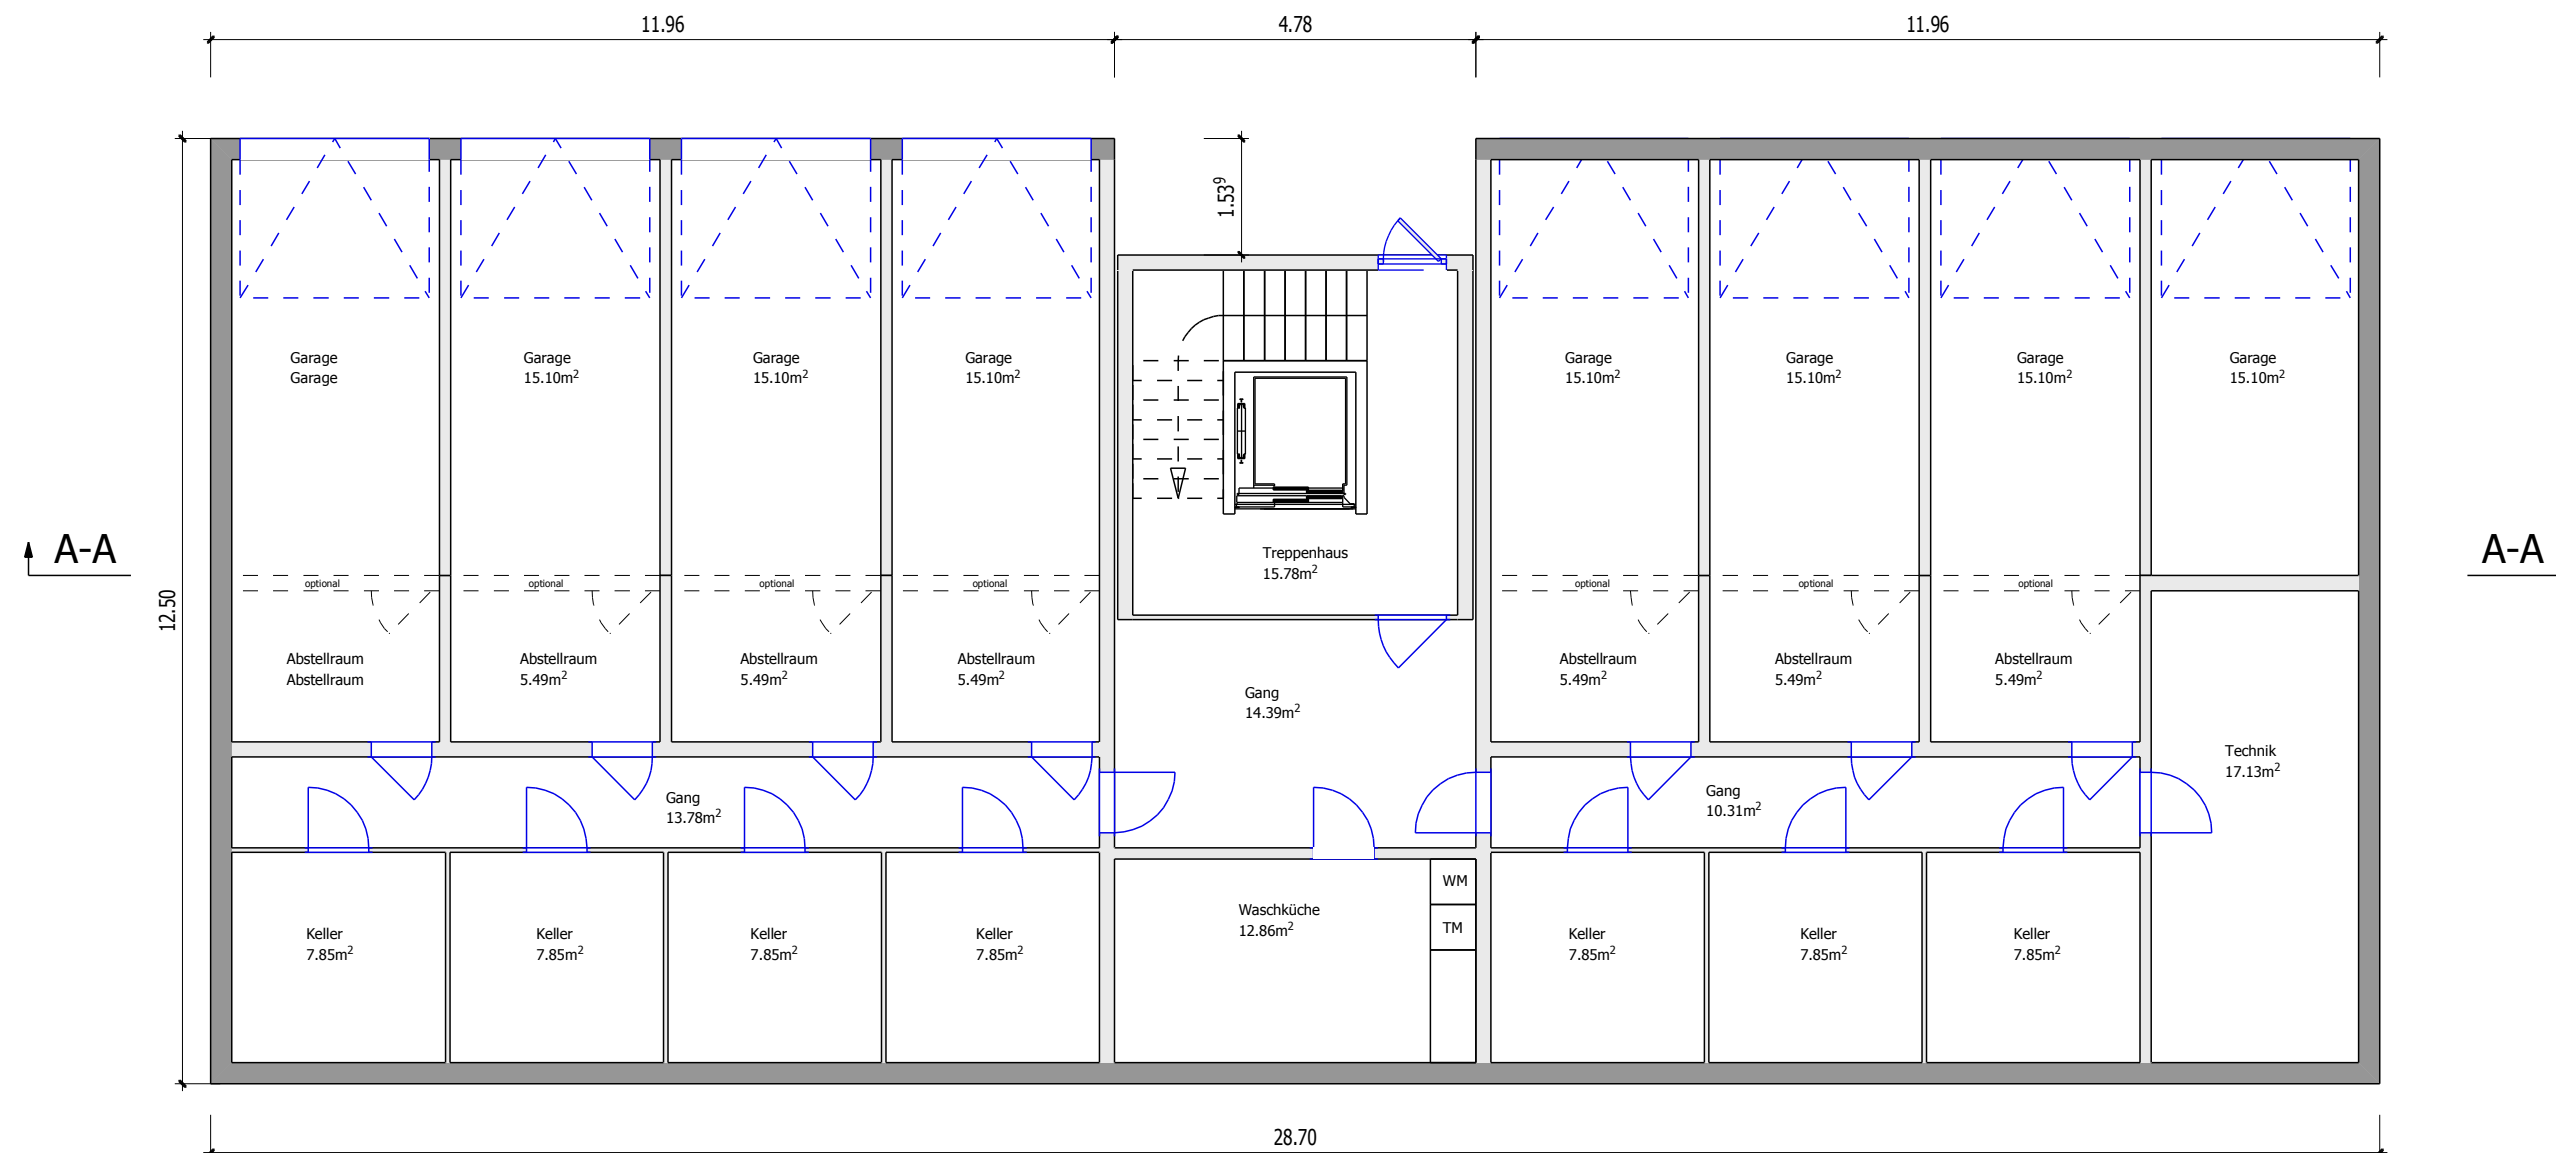 11.96 4.78 11.96
1.53⁹
Garage Garage Garage Garage Garage Garage Garage Garage
Garage 15.10m² 15.10m² 15.10m² 15.10m² 15.10m² 15.10m² 15.10m²
A-A A-A
Treppenhaus
15.78m²
optional optional optional optional optional optional optional
12.50
Abstellraum Abstellraum Abstellraum Abstellraum Abstellraum Abstellraum Abstellraum
Abstellraum 5.49m² 5.49m² 5.49m² 5.49m² 5.49m² 5.49m²
Gang
14.39m²
Technik
17.13m²
Gang Gang
13.78m² 10.31m²
WM
Waschküche
12.86m²
TM
Keller Keller Keller Keller Keller Keller Keller
7.85m² 7.85m² 7.85m² 7.85m² 7.85m² 7.85m² 7.85m²
28.70